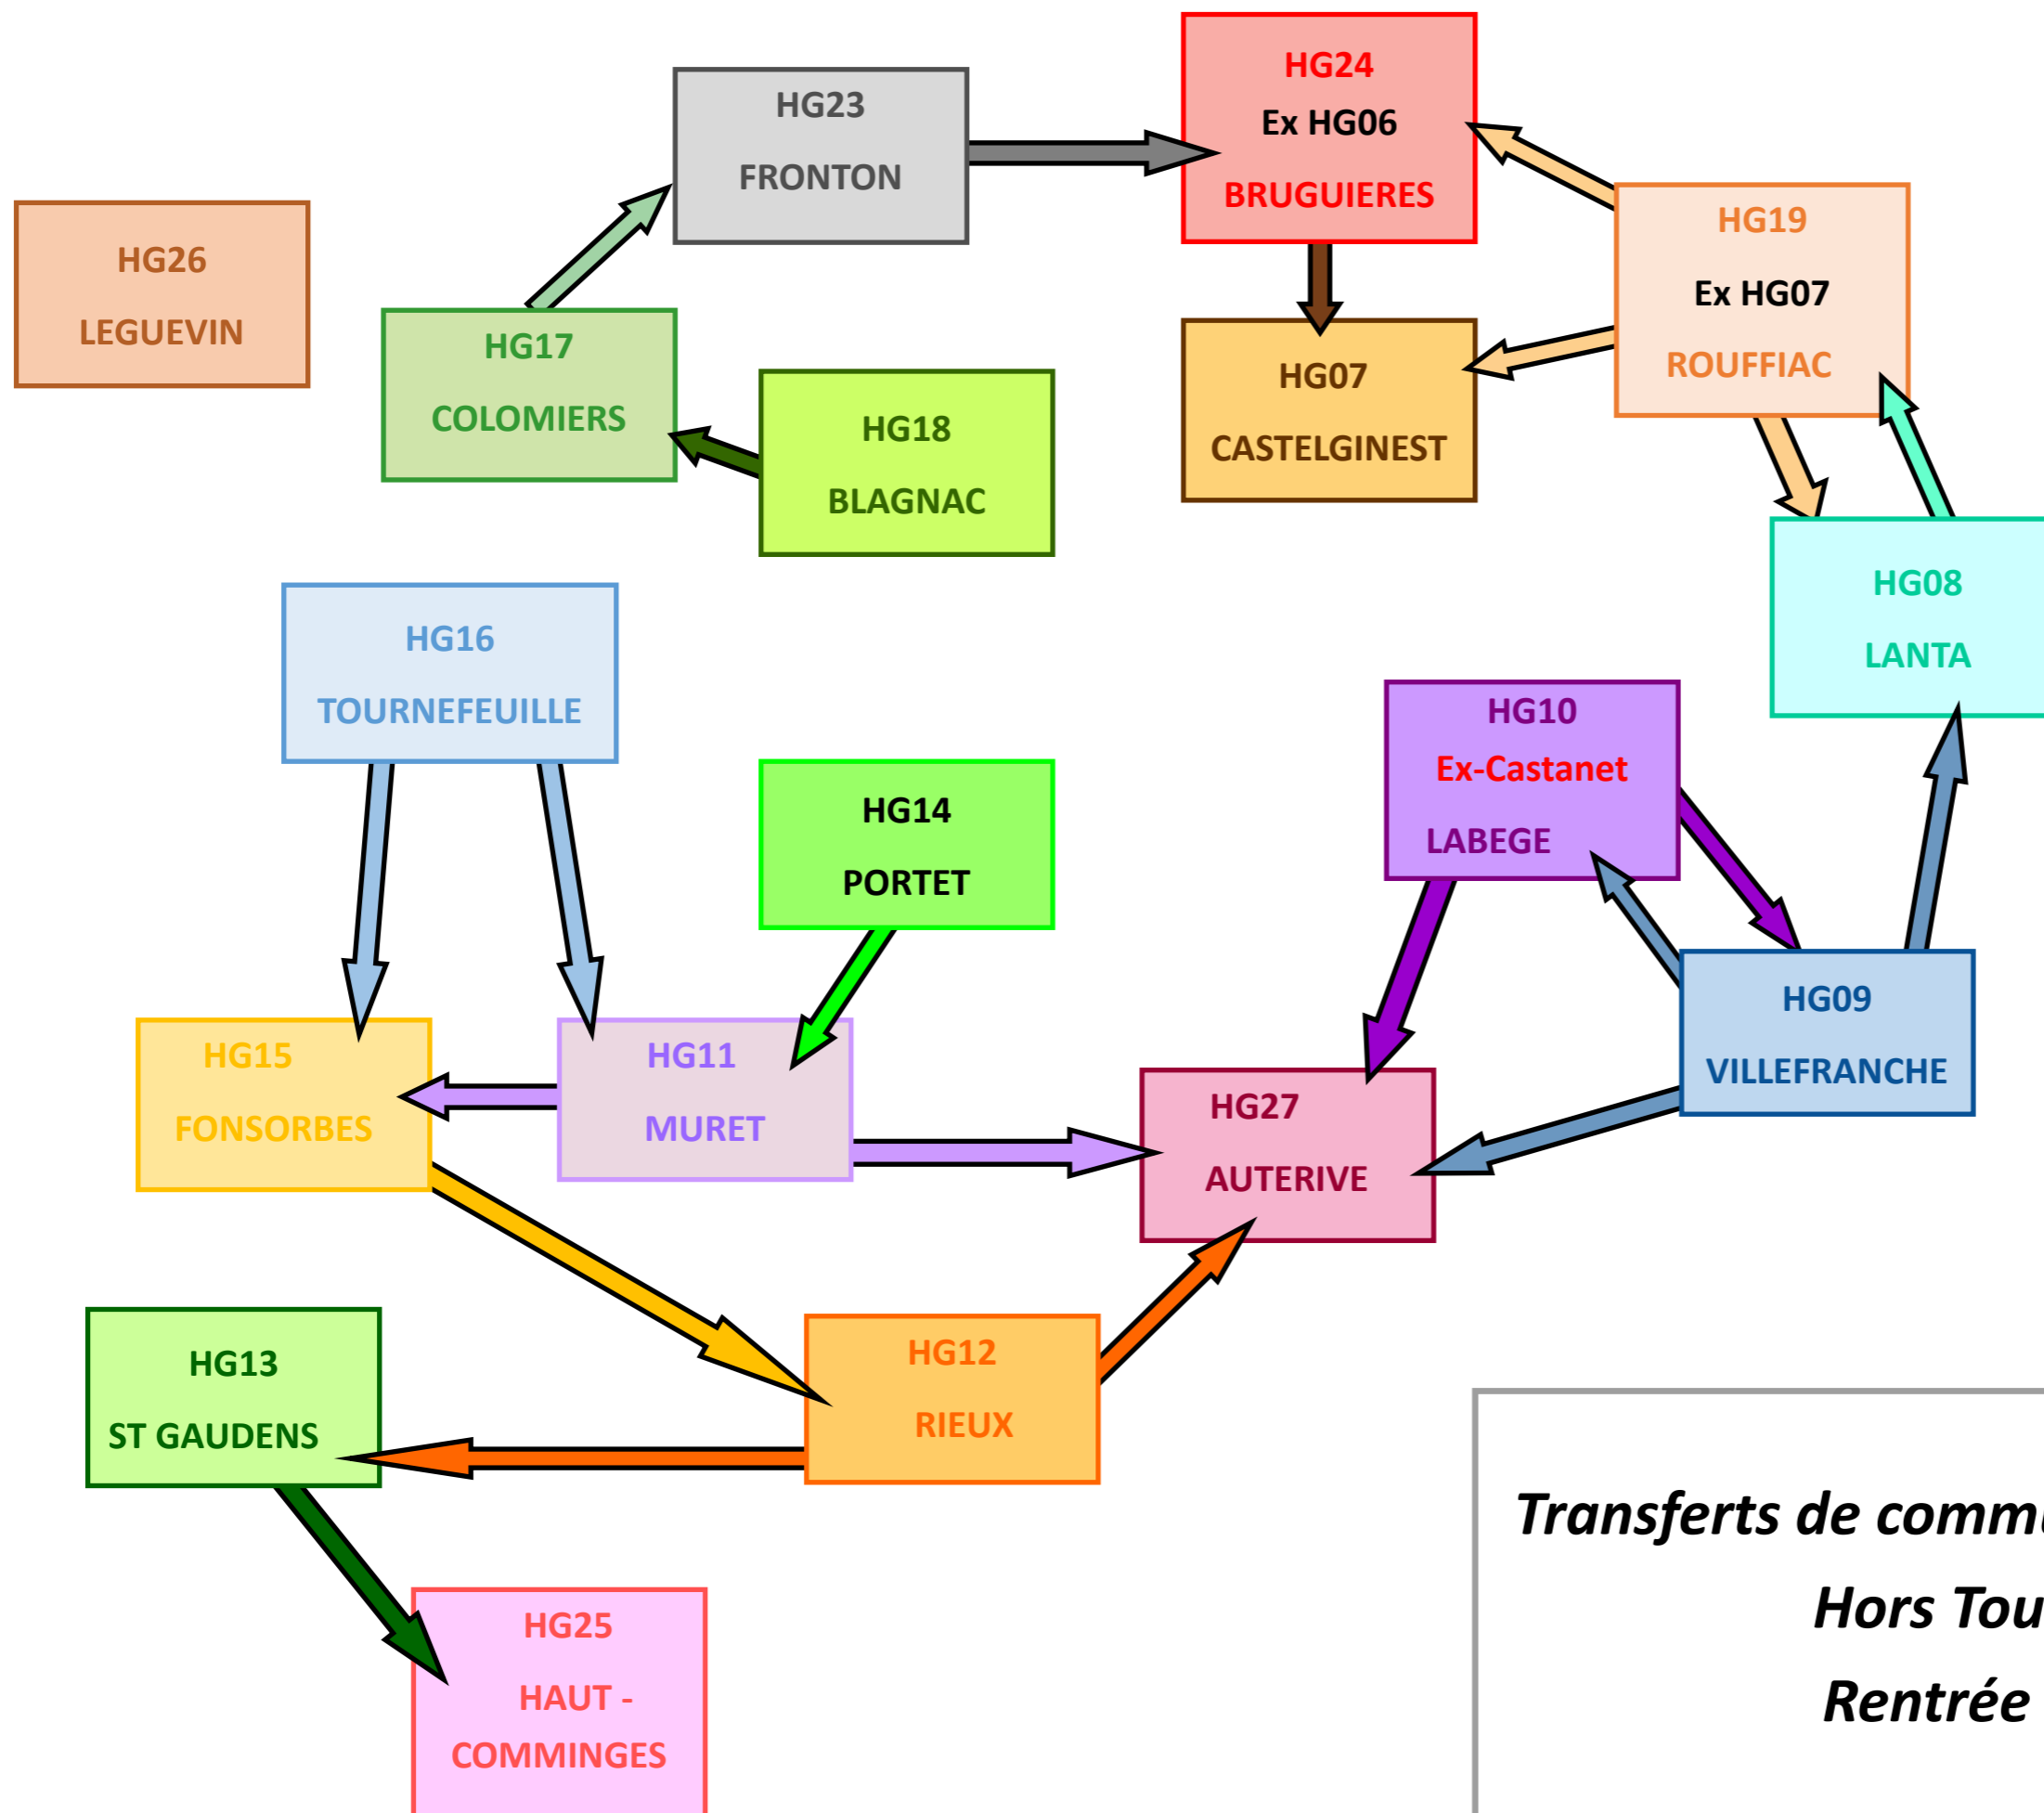 HG24
Ex HG06
BRUGUIERES
HG23
FRONTON
HG19
Ex HG07
ROUFFIAC
HG26
LEGUEVIN
HG17
COLOMIERS
HG18
BLAGNAC
HG07
CASTELGINEST
HG08
LANTA
HG16
TOURNEFEUILLE
HG10
Ex-Castanet
LABEGE
HG14
PORTET
HG09
VILLEFRANCHE
HG15
FONSORBES
HG11
MURET
HG27
AUTERIVE
HG13
ST GAUDENS
HG12
RIEUX
HG25
HAUT -
COMMINGES
Transferts de
Hors
Rentrée